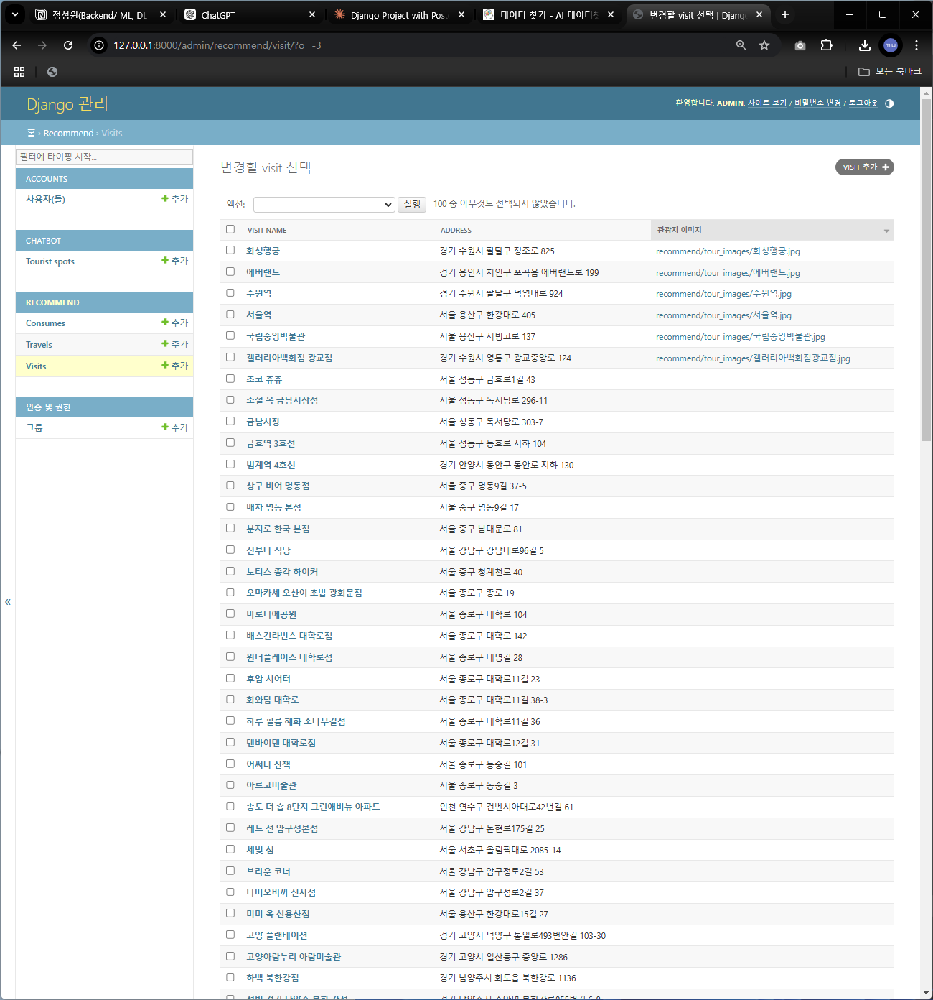 정성원(Backend/ ML, DL
ChatGPT
Django Project with Post
데이터 찾기 - AI 데이터찾
변경할 visit 선택 | Djang
127.0.0.1:8000/admin/recommend/visit/?o=-3
ㄲㅂ
모든 북마크
Django 관리
환영합니다, ADMIN. 사이트 보기 / 비밀번호 변경 / 로그아웃
홈 › Recommend › Visits
필터에 타이핑 시작...
ACCOUNTS
사용자(들) 추가
CHATBOT
Tourist spots 추가
RECOMMEND
Consumes 추가
Travels 추가
Visits 추가
인증 및 권한
그룹 추가
«
변경할 visit 선택
VISIT 추가
액션: --------- 실행 100 중 아무것도 선택되지 않았습니다.
VISIT NAME ADDRESS 관광지 이미지
화성행궁 경기 수원시 팔달구 정조로 825 recommend/tour_images/화성행궁.jpg
에버랜드 경기 용인시 처인구 포곡읍 에버랜드로 199 recommend/tour_images/에버랜드.jpg
수원역 경기 수원시 팔달구 덕영대로 924 recommend/tour_images/수원역.jpg
서울역 서울 용산구 한강대로 405 recommend/tour_images/서울역.jpg
국립중앙박물관 서울 용산구 서빙고로 137 recommend/tour_images/국립중앙박물관.jpg
갤러리아백화점 광교점 경기 수원시 영통구 광교중앙로 124 recommend/tour_images/갤러리아백화점광교점.jpg
초코 츄츄 서울 성동구 금호로1길 43
소설 옥 금남시장점 서울 성동구 독서당로 296-11
금남시장 서울 성동구 독서당로 303-7
금호역 3호선 서울 성동구 동호로 지하 104
범계역 4호선 경기 안양시 동안구 동안로 지하 130
상구 비어 명동점 서울 중구 명동9길 37-5
매차 명동 본점 서울 중구 명동9길 17
분지로 한국 본점 서울 중구 남대문로 81
신부다 식당 서울 강남구 강남대로96길 5
노티스 종각 하이커 서울 중구 청계천로 40
오마카세 오산이 초밥 광화문점 서울 종로구 종로 19
마로니에공원 서울 종로구 대학로 104
배스킨라빈스 대학로점 서울 종로구 대학로 142
원더플레이스 대학로점 서울 종로구 대명길 28
후암 시어터 서울 종로구 대학로11길 23
화와담 대학로 서울 종로구 대학로11길 38-3
하루 필름 혜화 소나무길점 서울 종로구 대학로11길 36
텐바이텐 대학로점 서울 종로구 대학로12길 31
어쩌다 산책 서울 종로구 동숭길 101
아르코미술관 서울 종로구 동숭길 3
송도 더 숍 8단지 그린애비뉴 아파트 인천 연수구 컨벤시아대로42번길 61
레드 선 압구정본점 서울 강남구 논현로175길 25
세빛 섬 서울 서초구 올림픽대로 2085-14
브라운 코너 서울 강남구 압구정로2길 53
나따오비까 신사점 서울 강남구 압구정로2길 37
미미 옥 신용산점 서울 용산구 한강대로15길 27
고양 플랜테이션 경기 고양시 덕양구 통일로493번안길 103-30
고양아람누리 아람미술관 경기 고양시 일산동구 중앙로 1286
하백 북한강점 경기 남양주시 화도읍 북한강로 1136